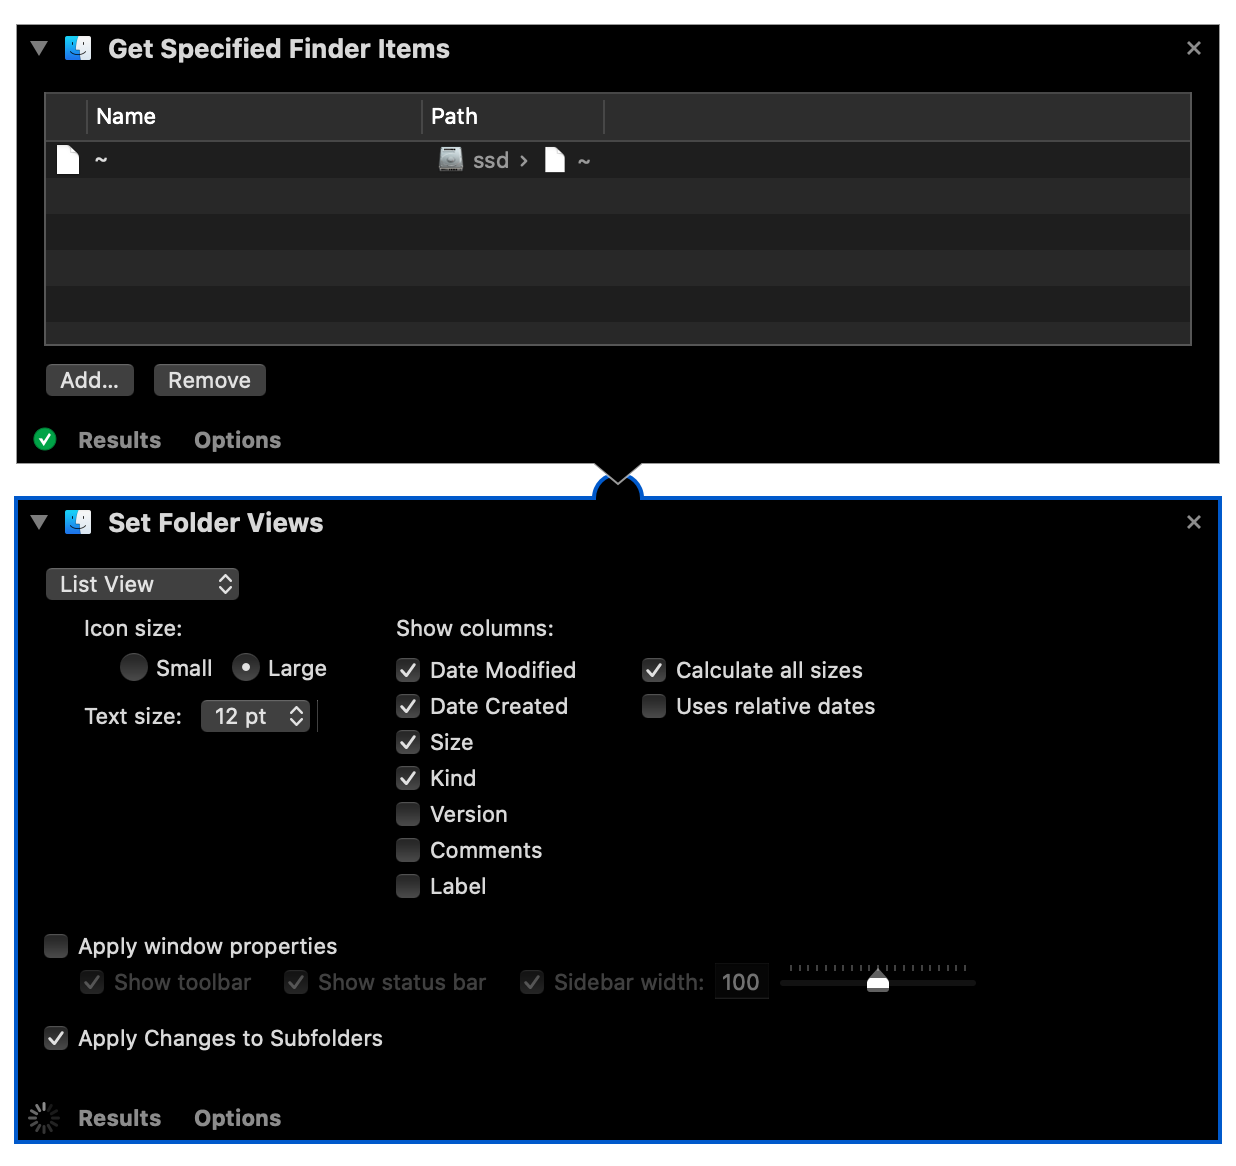 Get Specified Finder Items
Name Path
~ ssd › ~
Add... Remove
Results Options
Set Folder Views
List View
Icon size: Show columns:
Small Large Date Modified Calculate all sizes
Text size: 12 pt Date Created Uses relative dates
Size
Kind
Version
Comments
Label
Apply window properties
Show toolbar Show status bar Sidebar width: 100
Apply Changes to Subfolders
Results Options